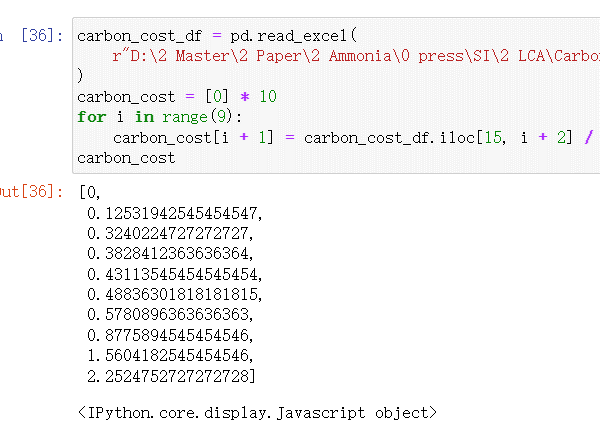 [36]: carbon_cost_df = pd.read_excel(
r"D:\2 Master\2 Paper\2 Ammonia\0 press\SI\2 LCA\Carbo
)
carbon_cost = [0] * 10
for i in range(9):
carbon_cost[i + 1] = carbon_cost_df.iloc[15, i + 2] /
carbon_cost
Out[36]: [0,
0.12531942545454547,
0.3240224727272727,
0.3828412363636364,
0.43113545454545454,
0.48836301818181815,
0.5780896363636363,
0.8775894545454546,
1.5604182545454546,
2.2524752727272728]
<IPython.core.display.Javascript object>